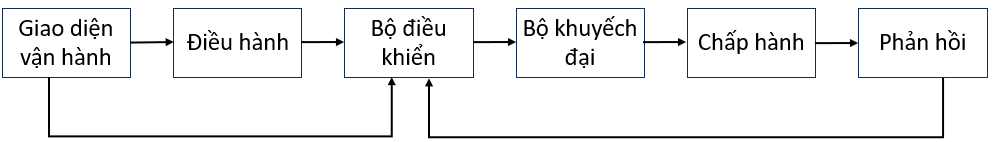 Giao diện
vận hành
Điều hành
Bộ điều
khiển
Bộ khuyếch
đại
Chấp hành
Phản hồi